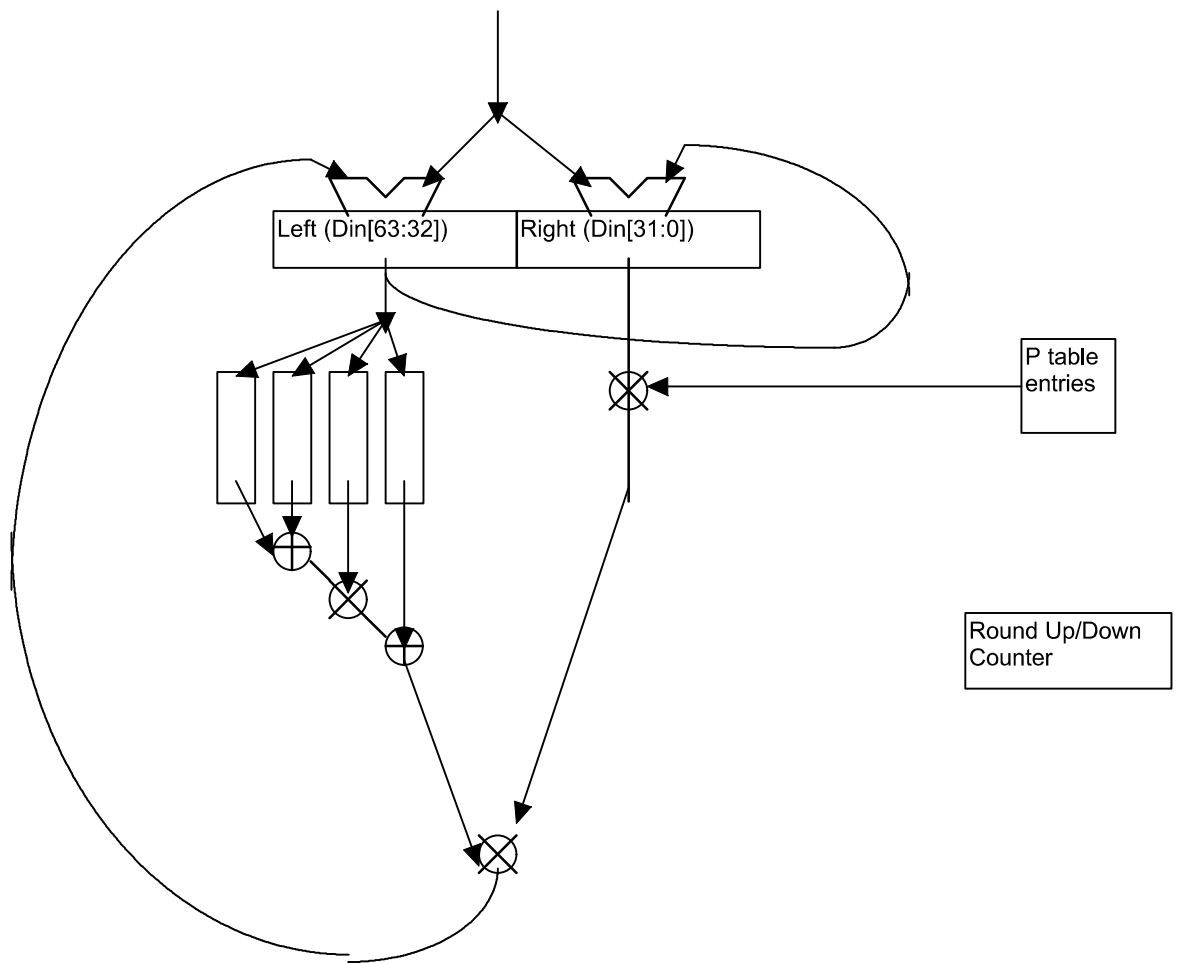 Left (Din[63:32])
Right (Din[31:0])
P table
entries
Round Up/Down
Counter